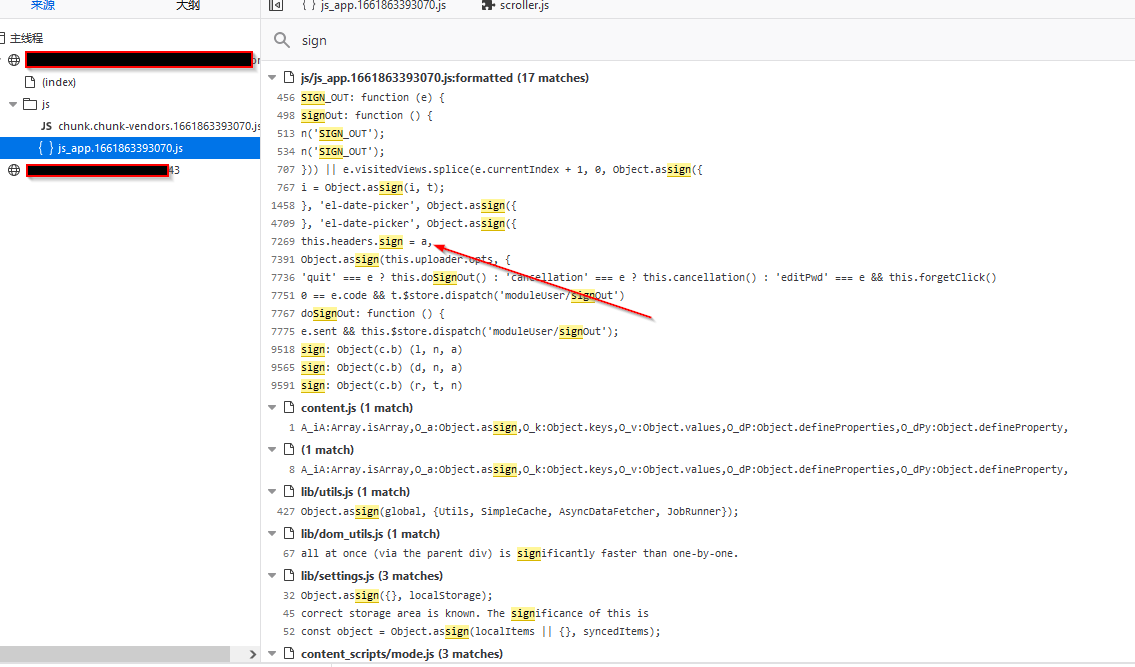 来源
大纲
js_app.1661863393070.js
scroller.js
主线程
(index)
js
JS chunk.chunk-vendors.1661863393070.js
{ } js_app.1661863393070.js
43
sign
js/js_app.1661863393070.js:formatted (17 matches)
456 SIGN_OUT: function (e) {
498 signOut: function () {
513 n('SIGN_OUT');
534 n('SIGN_OUT');
707 })) || e.visitedViews.splice(e.currentIndex + 1, 0, Object.assign({
767 i = Object.assign(i, t);
1458 }, 'el-date-picker', Object.assign({
4709 }, 'el-date-picker', Object.assign({
7269 this.headers.sign = a,
7391 Object.assign(this.uploader.opts, {
7736 'quit' === e ? this.doSignOut() : 'cancellation' === e ? this.cancellation() : 'editPwd' === e && this.forgetClick()
7751 0 == e.code && t.$store.dispatch('moduleUser/signOut')
7767 doSignOut: function () {
7775 e.sent && this.$store.dispatch('moduleUser/signOut');
9518 sign: Object(c.b) (l, n, a)
9565 sign: Object(c.b) (d, n, a)
9591 sign: Object(c.b) (r, t, n)
content.js (1 match)
1 A_iA:Array.isArray,O_a:Object.assign,O_k:Object.keys,O_v:Object.values,O_dP:Object.defineProperties,O_dPy:Object.defineProperty,
(1 match)
8 A_iA:Array.isArray,O_a:Object.assign,O_k:Object.keys,O_v:Object.values,O_dP:Object.defineProperties,O_dPy:Object.defineProperty,
lib/utils.js (1 match)
427 Object.assign(global, {Utils, SimpleCache, AsyncDataFetcher, JobRunner});
lib/dom_utils.js (1 match)
67 all at once (via the parent div) is significantly faster than one-by-one.
lib/settings.js (3 matches)
32 Object.assign({}, localStorage);
45 correct storage area is known. The significance of this is
52 const object = Object.assign(localItems || {}, syncedItems);
content_scripts/mode.js (3 matches)